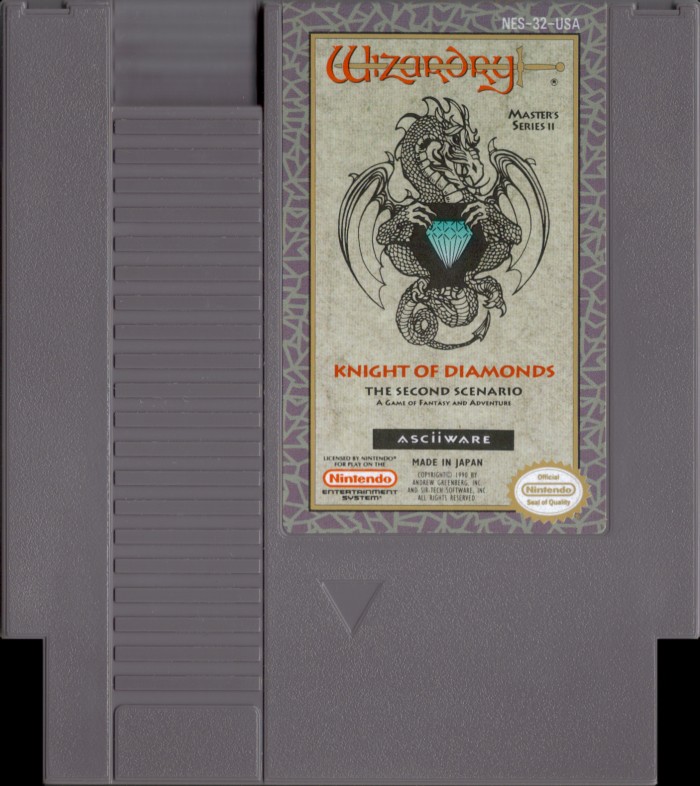 NES-32-USA
Wizardry
®
MASTER'S
SERIES II
KNIGHT OF DIAMONDS
THE SECOND SCENARIO
A GAME OF FANTASY AND ADVENTURE
ASCIIWARE
LICENSED BY NINTENDO®
FOR PLAY ON THE
Nintendo
ENTERTAINMENT
SYSTEM®
MADE IN JAPAN
COPYRIGHT© 1990 BY
ANDREW GREENBERG, INC
AND SIR-TECH SOFTWARE, INC.
ALL RIGHTS RESERVED
Official
Nintendo
Seal of Quality